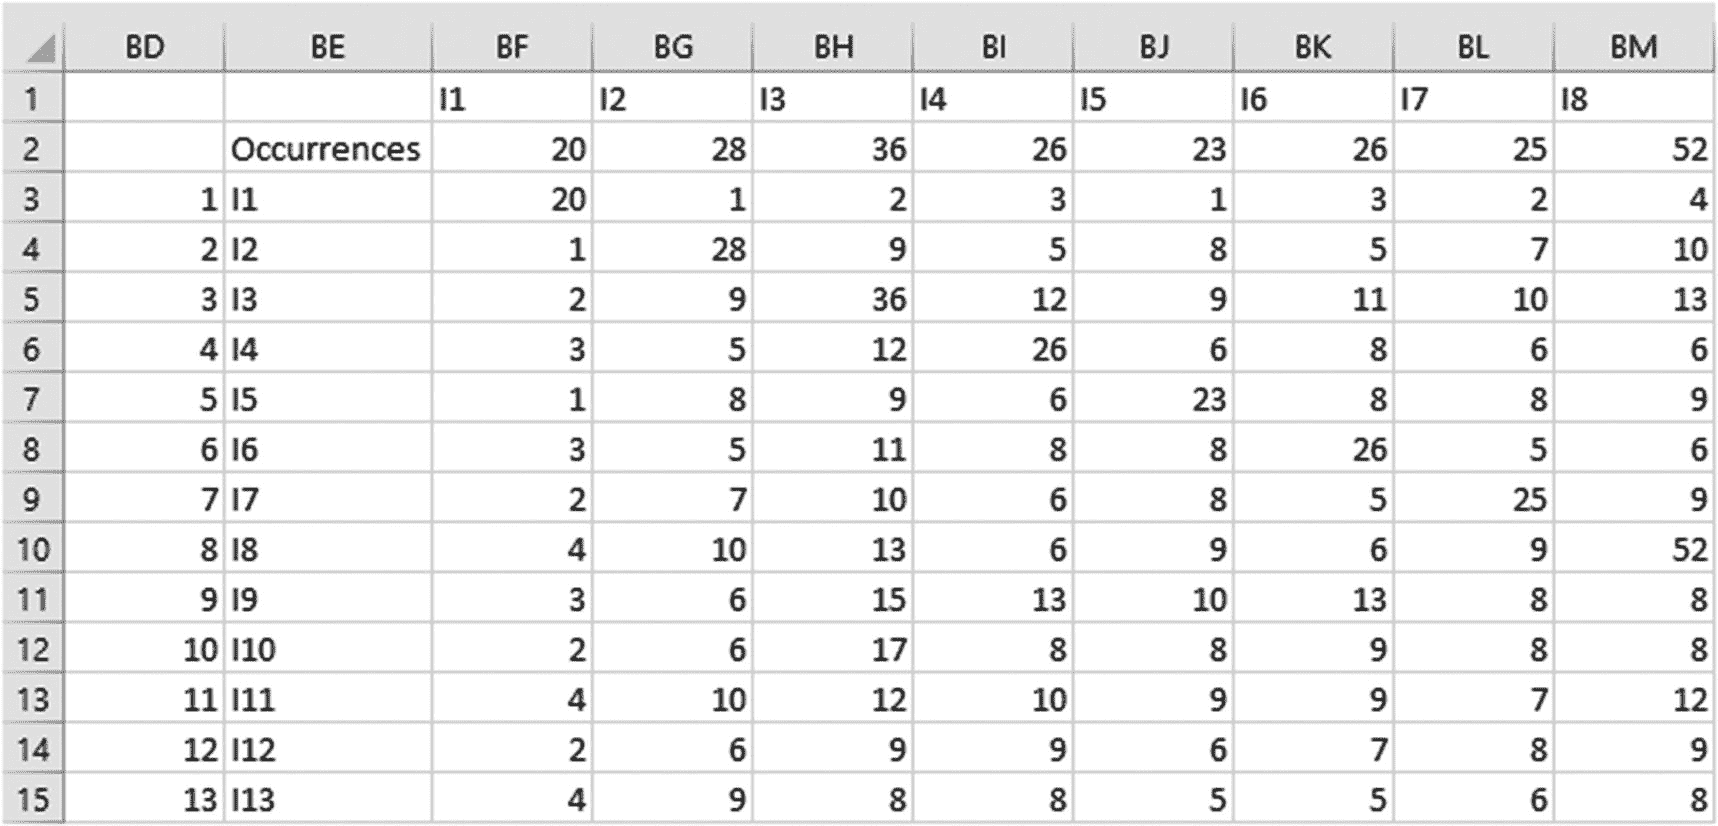 BD BE BF BG BH BI BJ BK BL BM
1 I1 I2 I3 I4 I5 I6 I7 I8
2 Occurrences 20 28 36 26 23 26 25 52
3 1 I1 20 1 2 3 1 3 2 4
4 2 I2 1 28 9 5 8 5 7 10
5 3 I3 2 9 36 12 9 11 10 13
6 4 I4 3 5 12 26 6 8 6 6
7 5 I5 1 8 9 6 23 8 8 9
8 6 I6 3 5 11 8 8 26 5 6
9 7 I7 2 7 10 6 8 5 25 9
10 8 I8 4 10 13 6 9 6 9 52
11 9 I9 3 6 15 13 10 13 8 8
12 10 I10 2 6 17 8 8 9 8 8
13 11 I11 4 10 12 10 9 9 7 12
14 12 I12 2 6 9 9 6 7 8 9
15 13 I13 4 9 8 8 5 5 6 8